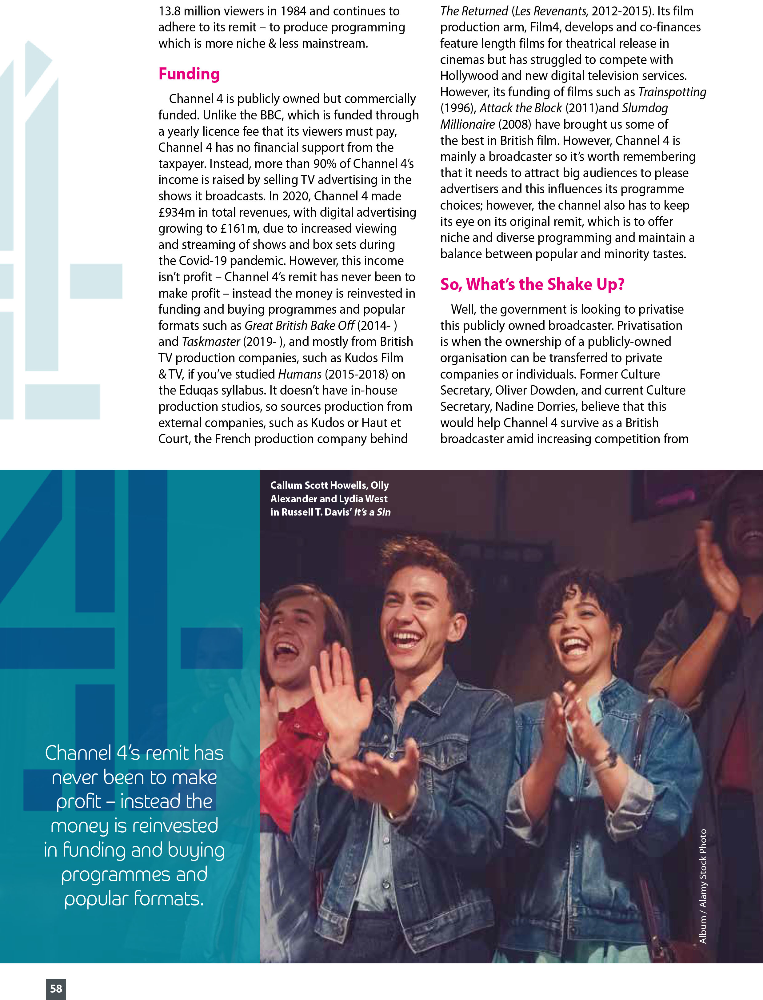 13.8 million viewers in 1984 and continues to
adhere to its remit – to produce programming
which is more niche & less mainstream.
Funding
Channel 4 is publicly owned but commercially
funded. Unlike the BBC, which is funded through
a yearly licence fee that its viewers must pay,
Channel 4 has no financial support from the
taxpayer. Instead, more than 90% of Channel 4’s
income is raised by selling TV advertising in the
shows it broadcasts. In 2020, Channel 4 made
£934m in total revenues, with digital advertising
growing to £161m, due to increased viewing
and streaming of shows and box sets during
the Covid-19 pandemic. However, this income
isn’t profit – Channel 4’s remit has never been to
make profit – instead the money is reinvested in
funding and buying programmes and popular
formats such as Great British Bake Off (2014- )
and Taskmaster (2019- ), and mostly from British
TV production companies, such as Kudos Film
& TV, if you’ve studied Humans (2015-2018) on
the Eduqas syllabus. It doesn’t have in-house
production studios, so sources production from
external companies, such as Kudos or Haut et
Court, the French production company behind
The Returned (Les Revenants, 2012-2015). Its film
production arm, Film4, develops and co-finances
feature length films for theatrical release in
cinemas but has struggled to compete with
Hollywood and new digital television services.
However, its funding of films such as Trainspotting
(1996), Attack the Block (2011)and Slumdog
Millionaire (2008) have brought us some of
the best in British film. However, Channel 4 is
mainly a broadcaster so it’s worth remembering
that it needs to attract big audiences to please
advertisers and this influences its programme
choices; however, the channel also has to keep
its eye on its original remit, which is to offer
niche and diverse programming and maintain a
balance between popular and minority tastes.
So, What’s the Shake Up?
Well, the government is looking to privatise
this publicly owned broadcaster. Privatisation
is when the ownership of a publicly-owned
organisation can be transferred to private
companies or individuals. Former Culture
Secretary, Oliver Dowden, and current Culture
Secretary, Nadine Dorries, believe that this
would help Channel 4 survive as a British
broadcaster amid increasing competition from
Callum Scott Howells, Olly
Alexander and Lydia West
in Russell T. Davis’ It’s a Sin
Channel 4’s remit has
never been to make
profit – instead the
money is reinvested
in funding and buying
programmes and
popular formats.
Album / Alamy Stock Photo
58